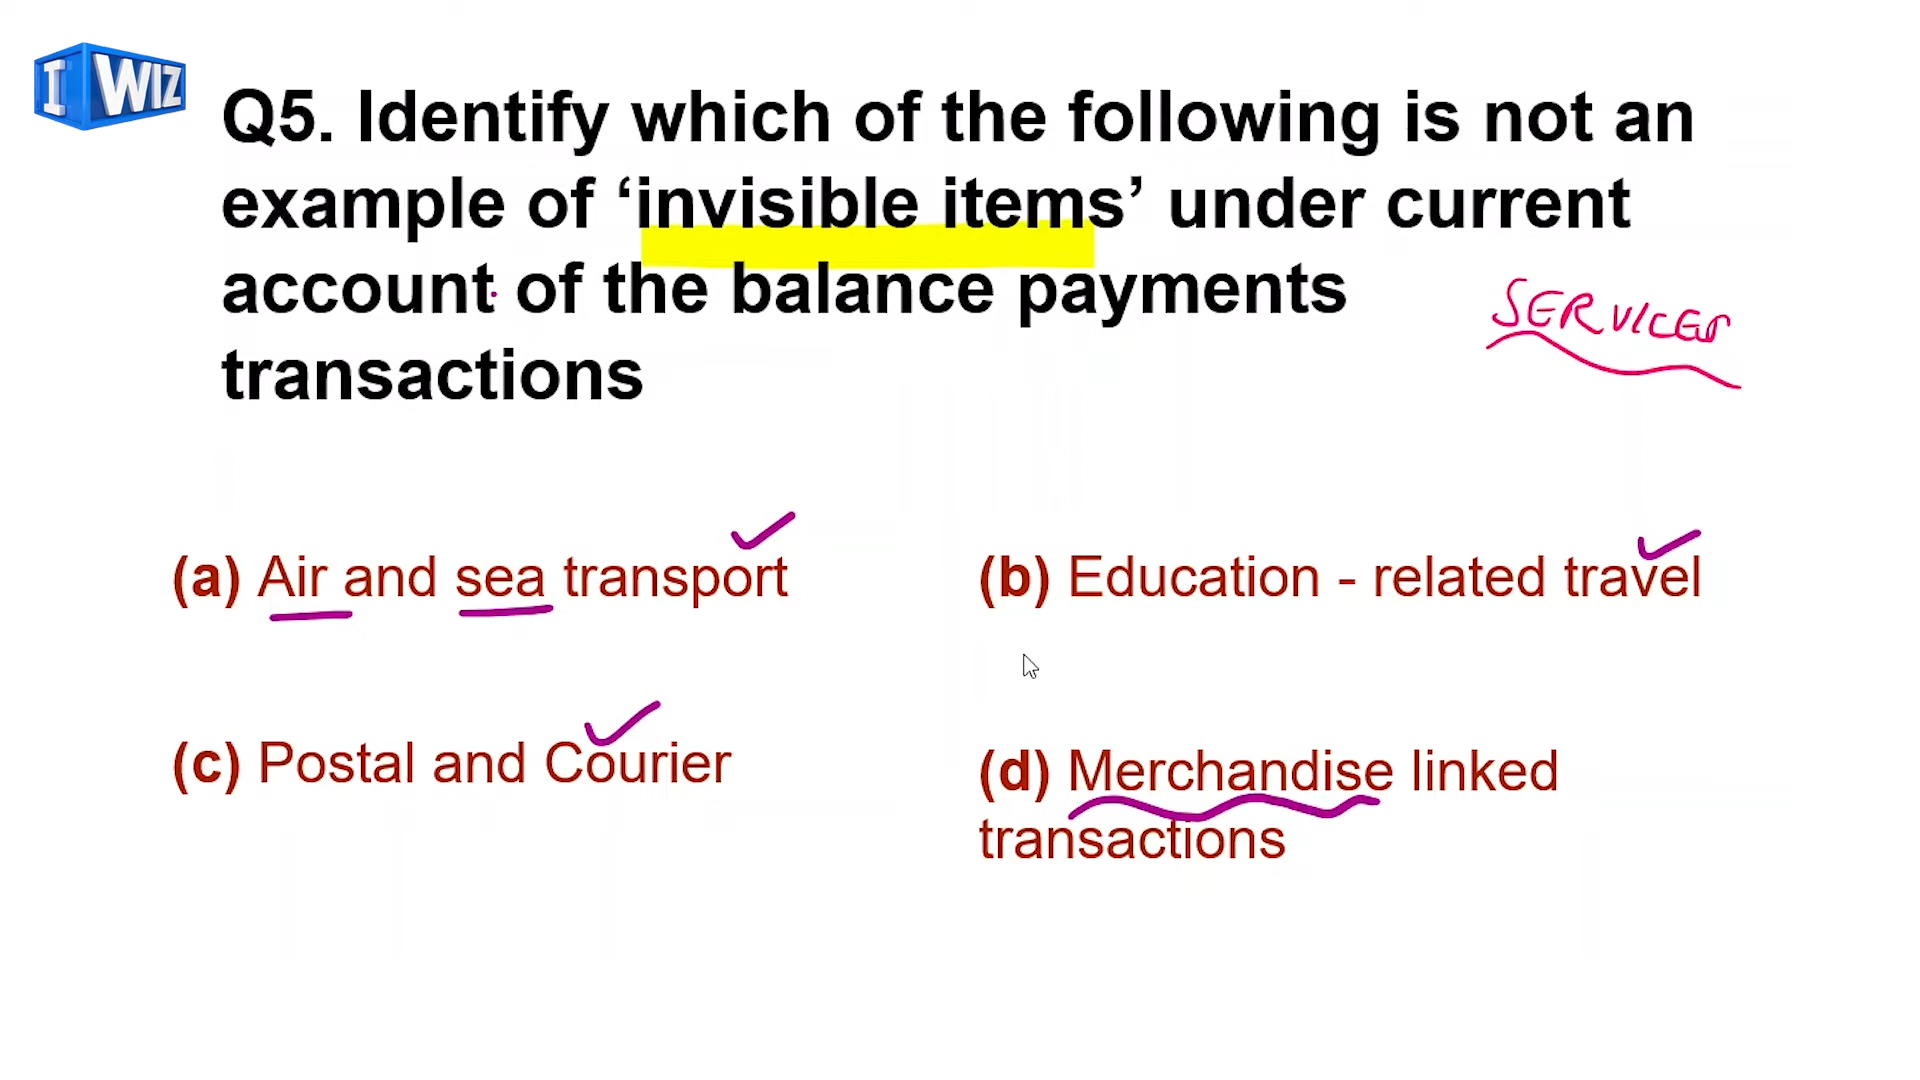 I WIZ
Q5. Identify which of the following is not an
example of ‘invisible items’ under current
account of the balance payments
transactions
SERVICES
(a) Air and sea transport
(b) Education - related travel
(c) Postal and Courier
(d) Merchandise linked
transactions